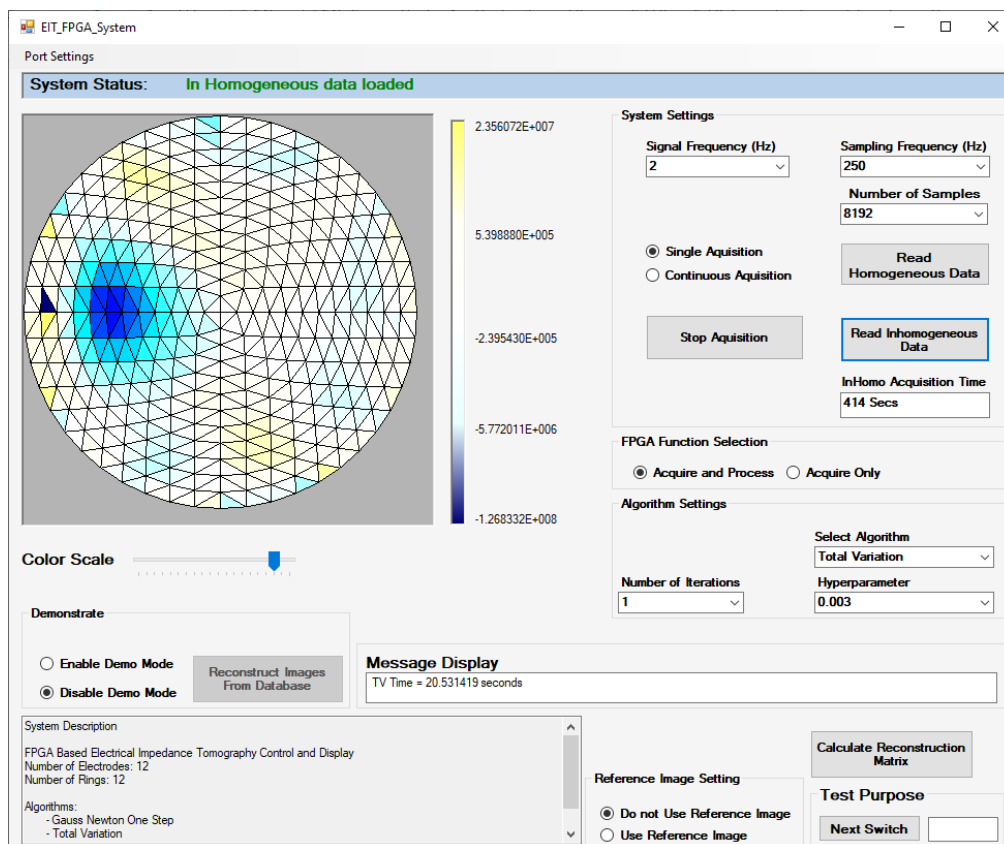 EIT_FPGA_System
Port Settings
System Status: In Homogeneous data loaded
2.356072E+007
5.398880E+005
-2.395430E+005
-5.772011E+006
-1.268332E+008
System Settings
Signal Frequency (Hz)
2
Sampling Frequency (Hz)
250
Number of Samples
8192
Single Aquisition
Continuous Aquisition
Read
Homogeneous Data
Stop Aquisition
Read Inhomogeneous
Data
InHomo Acquisition Time
414 Secs
FPGA Function Selection
Acquire and Process
Acquire Only
Algorithm Settings
Select Algorithm
Total Variation
Number of Iterations
1
Hyperparameter
0.003
Color Scale
Demonstrate
Enable Demo Mode
Disable Demo Mode
Reconstruct Images
From Database
Message Display
TV Time = 20.531419 seconds
System Description
FPGA Based Electrical Impedance Tomography Control and Display
Number of Electrodes: 12
Number of Rings: 12
Algorithms:
- Gauss Newton One Step
- Total Variation
Reference Image Setting
Do not Use Reference Image
Use Reference Image
Calculate Reconstruction
Matrix
Test Purpose
Next Switch